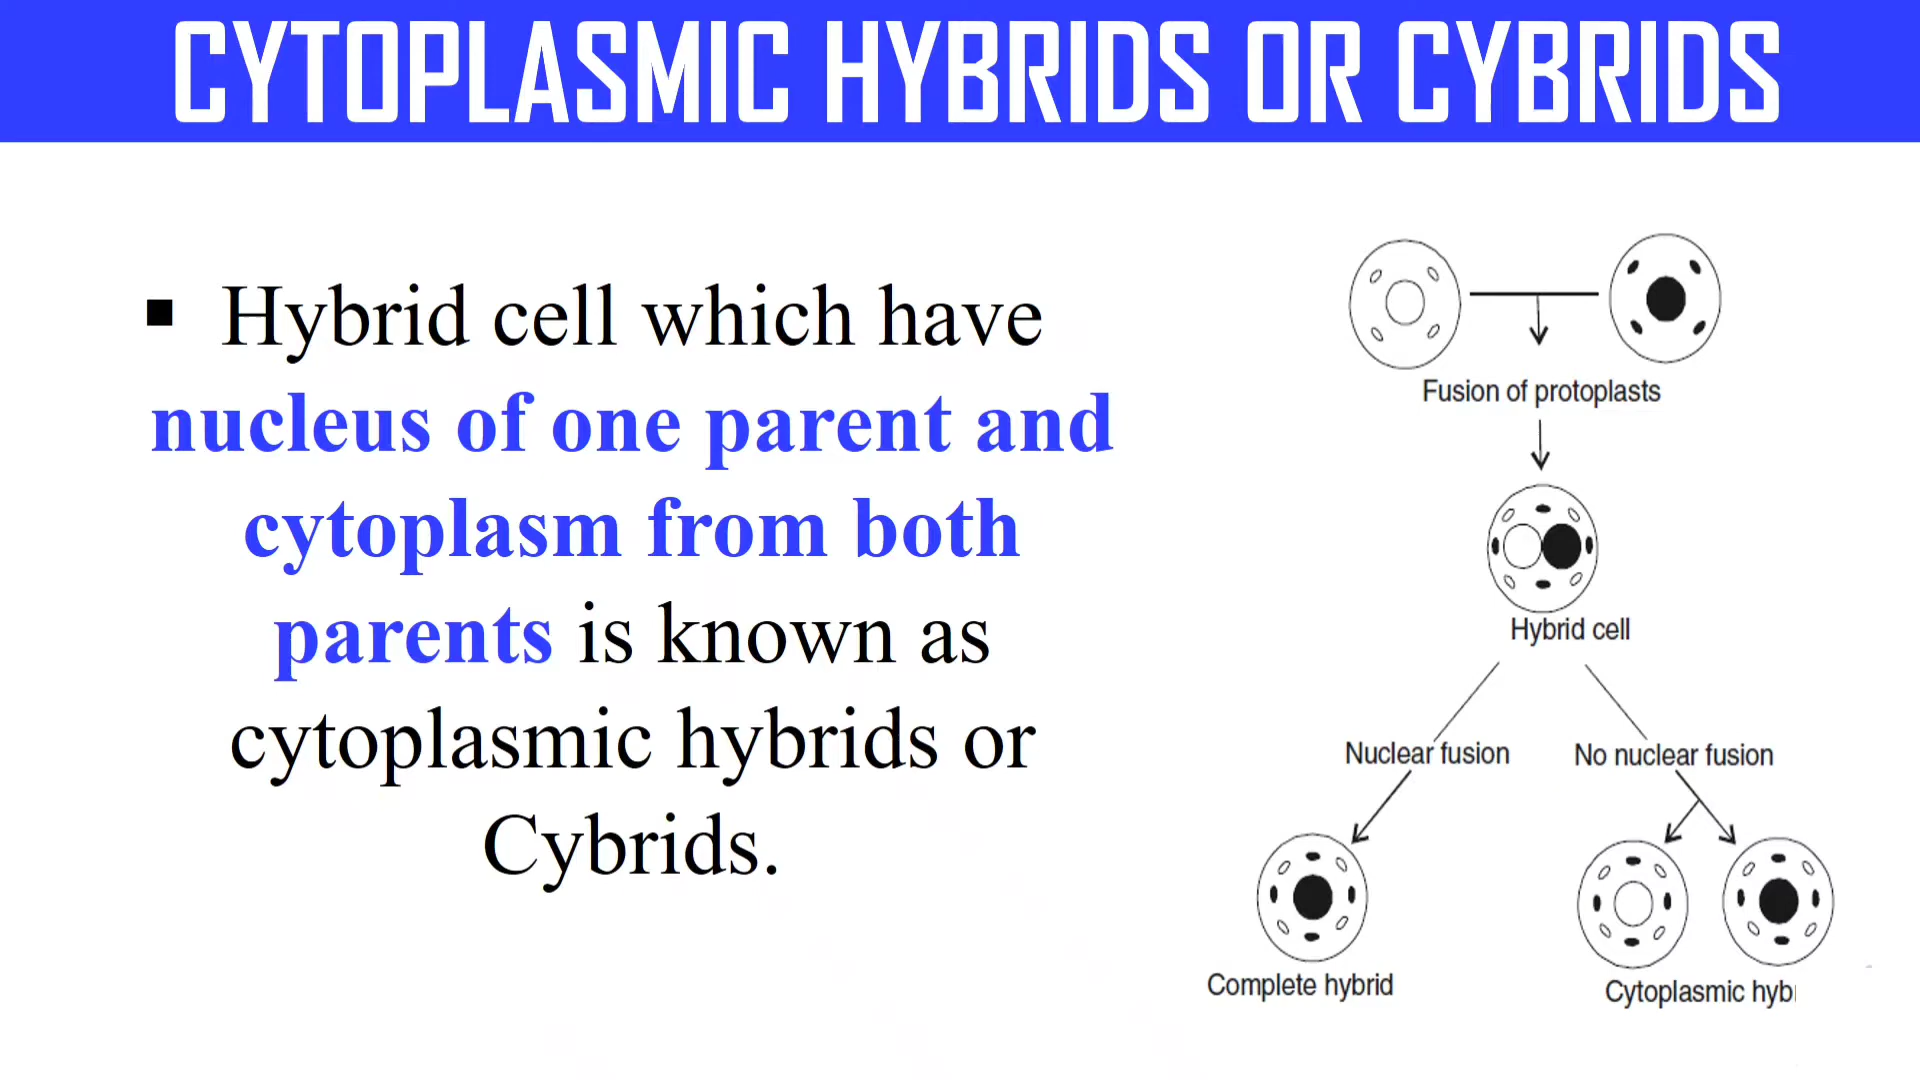 CYTOPLASMIC HYBRIDS OR CYBRIDS
▪ Hybrid cell which have
nucleus of one parent and
cytoplasm from both
parents is known as
cytoplasmic hybrids or
Cybrids.
Fusion of protoplasts
Hybrid cell
Nuclear fusion
No nuclear fusion
Complete hybrid
Cytoplasmic